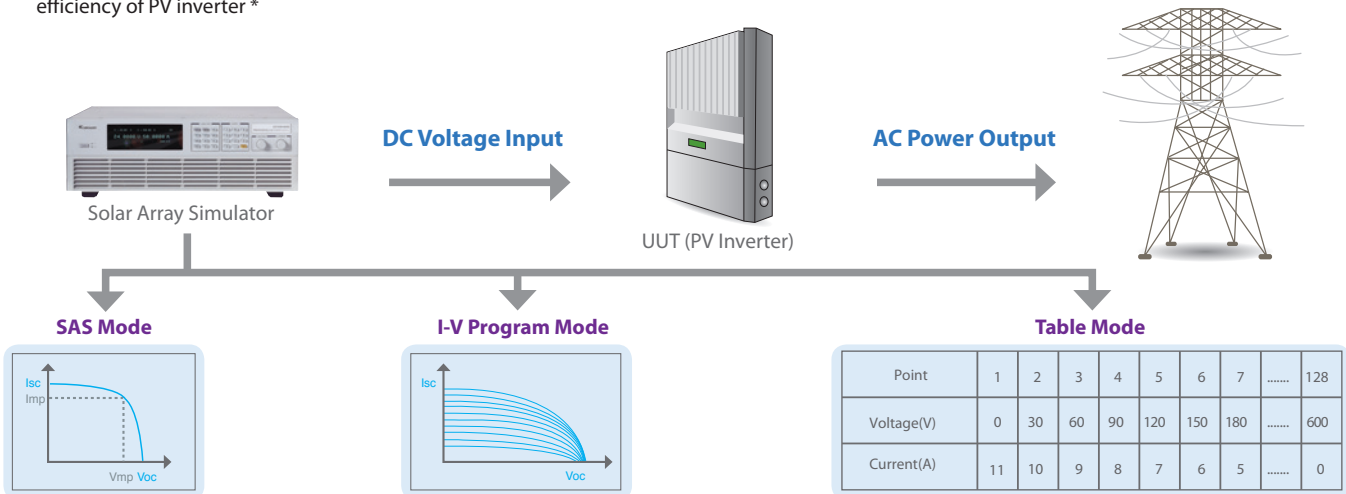 efficiency of PV inverter *
DC Voltage Input
AC Power Output
Solar Array Simulator
UUT (PV Inverter)
SAS Mode
I-V Program Mode
Table Mode
Isc
Imp
Vmp Voc
Isc
Voc
Point 1 2 3 4 5 6 7 ....... 128
Voltage(V) 0 30 60 90 120 150 180 ....... 600
Current(A) 11 10 9 8 7 6 5 ....... 0